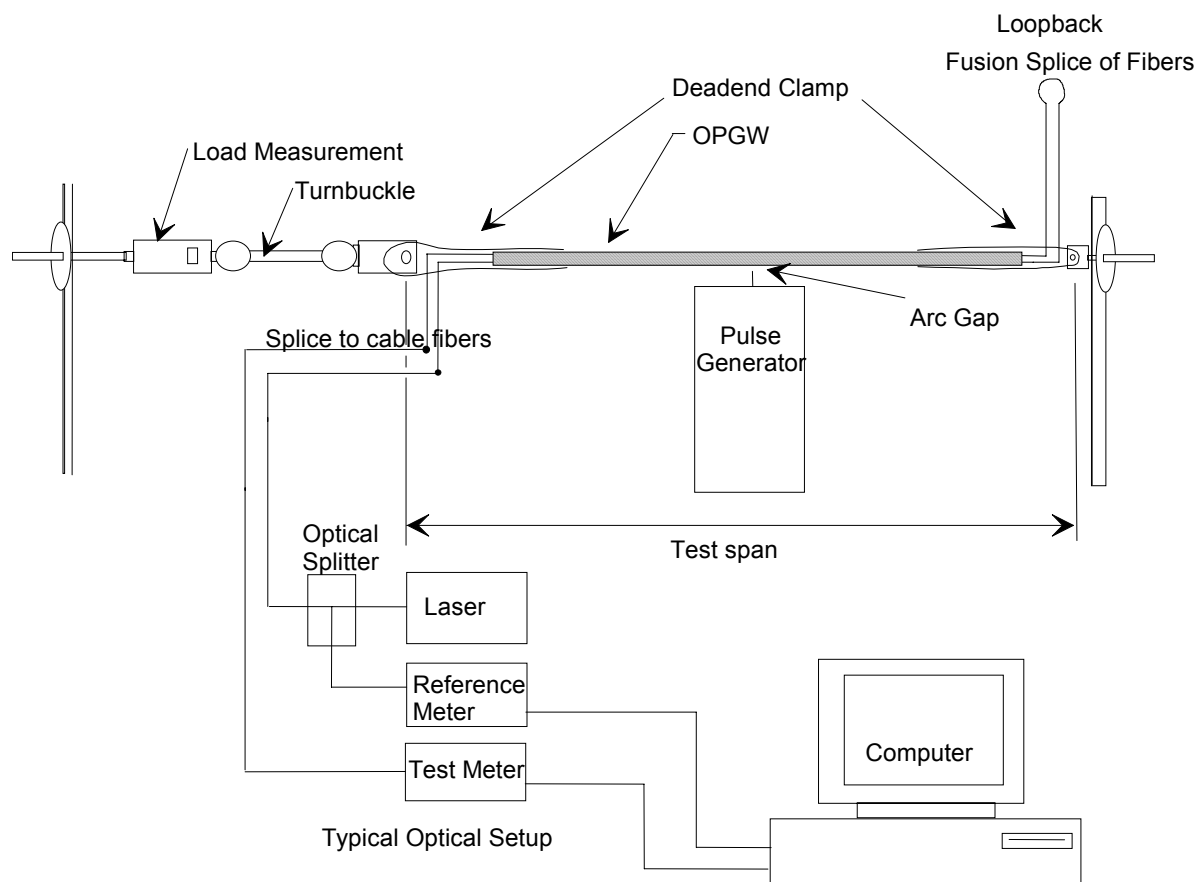 Loopback
Fusion Splice of Fibers
Deadend Clamp
OPGW
Load Measurement
Turnbuckle
Arc Gap
Pulse
Generator
Splice to cable fibers
Test span
Optical
Splitter
Laser
Reference
Meter
Test Meter
Computer
Typical Optical Setup